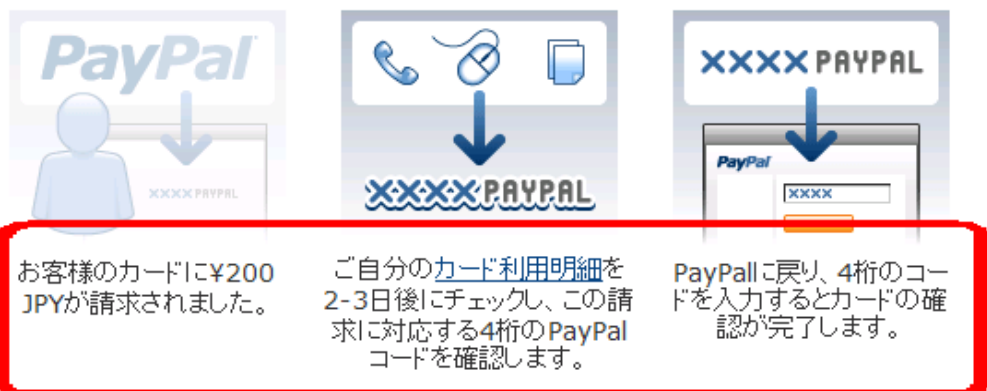 PayPal
XXXX PAYPAL
お客様のカードに¥200
JPYが請求されました。
XXXX PAYPAL
ご自分のカード利用明細を
2-3日後にチェックし、この請
求に対応する4桁のPayPal
コードを確認します。
XXXX PAYPAL
PayPal
XXXX
PayPalに戻り、4桁のコー
ドを入力するとカードの確
認が完了します。